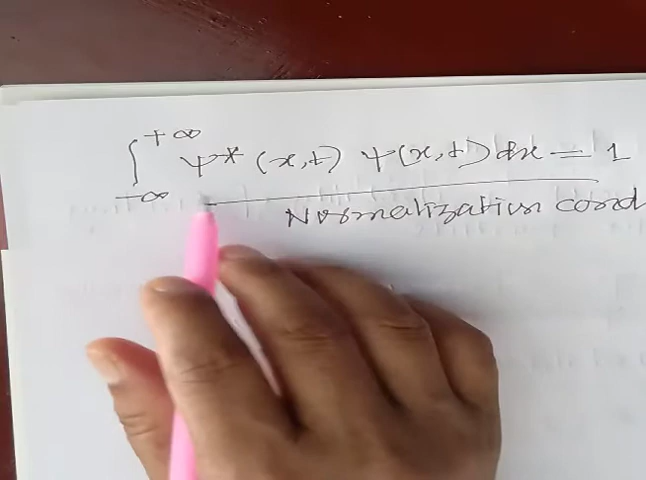 ∫_{-∞}^{+∞} ψ*(x,t) ψ(x,t) dx = 1
Normalization cond